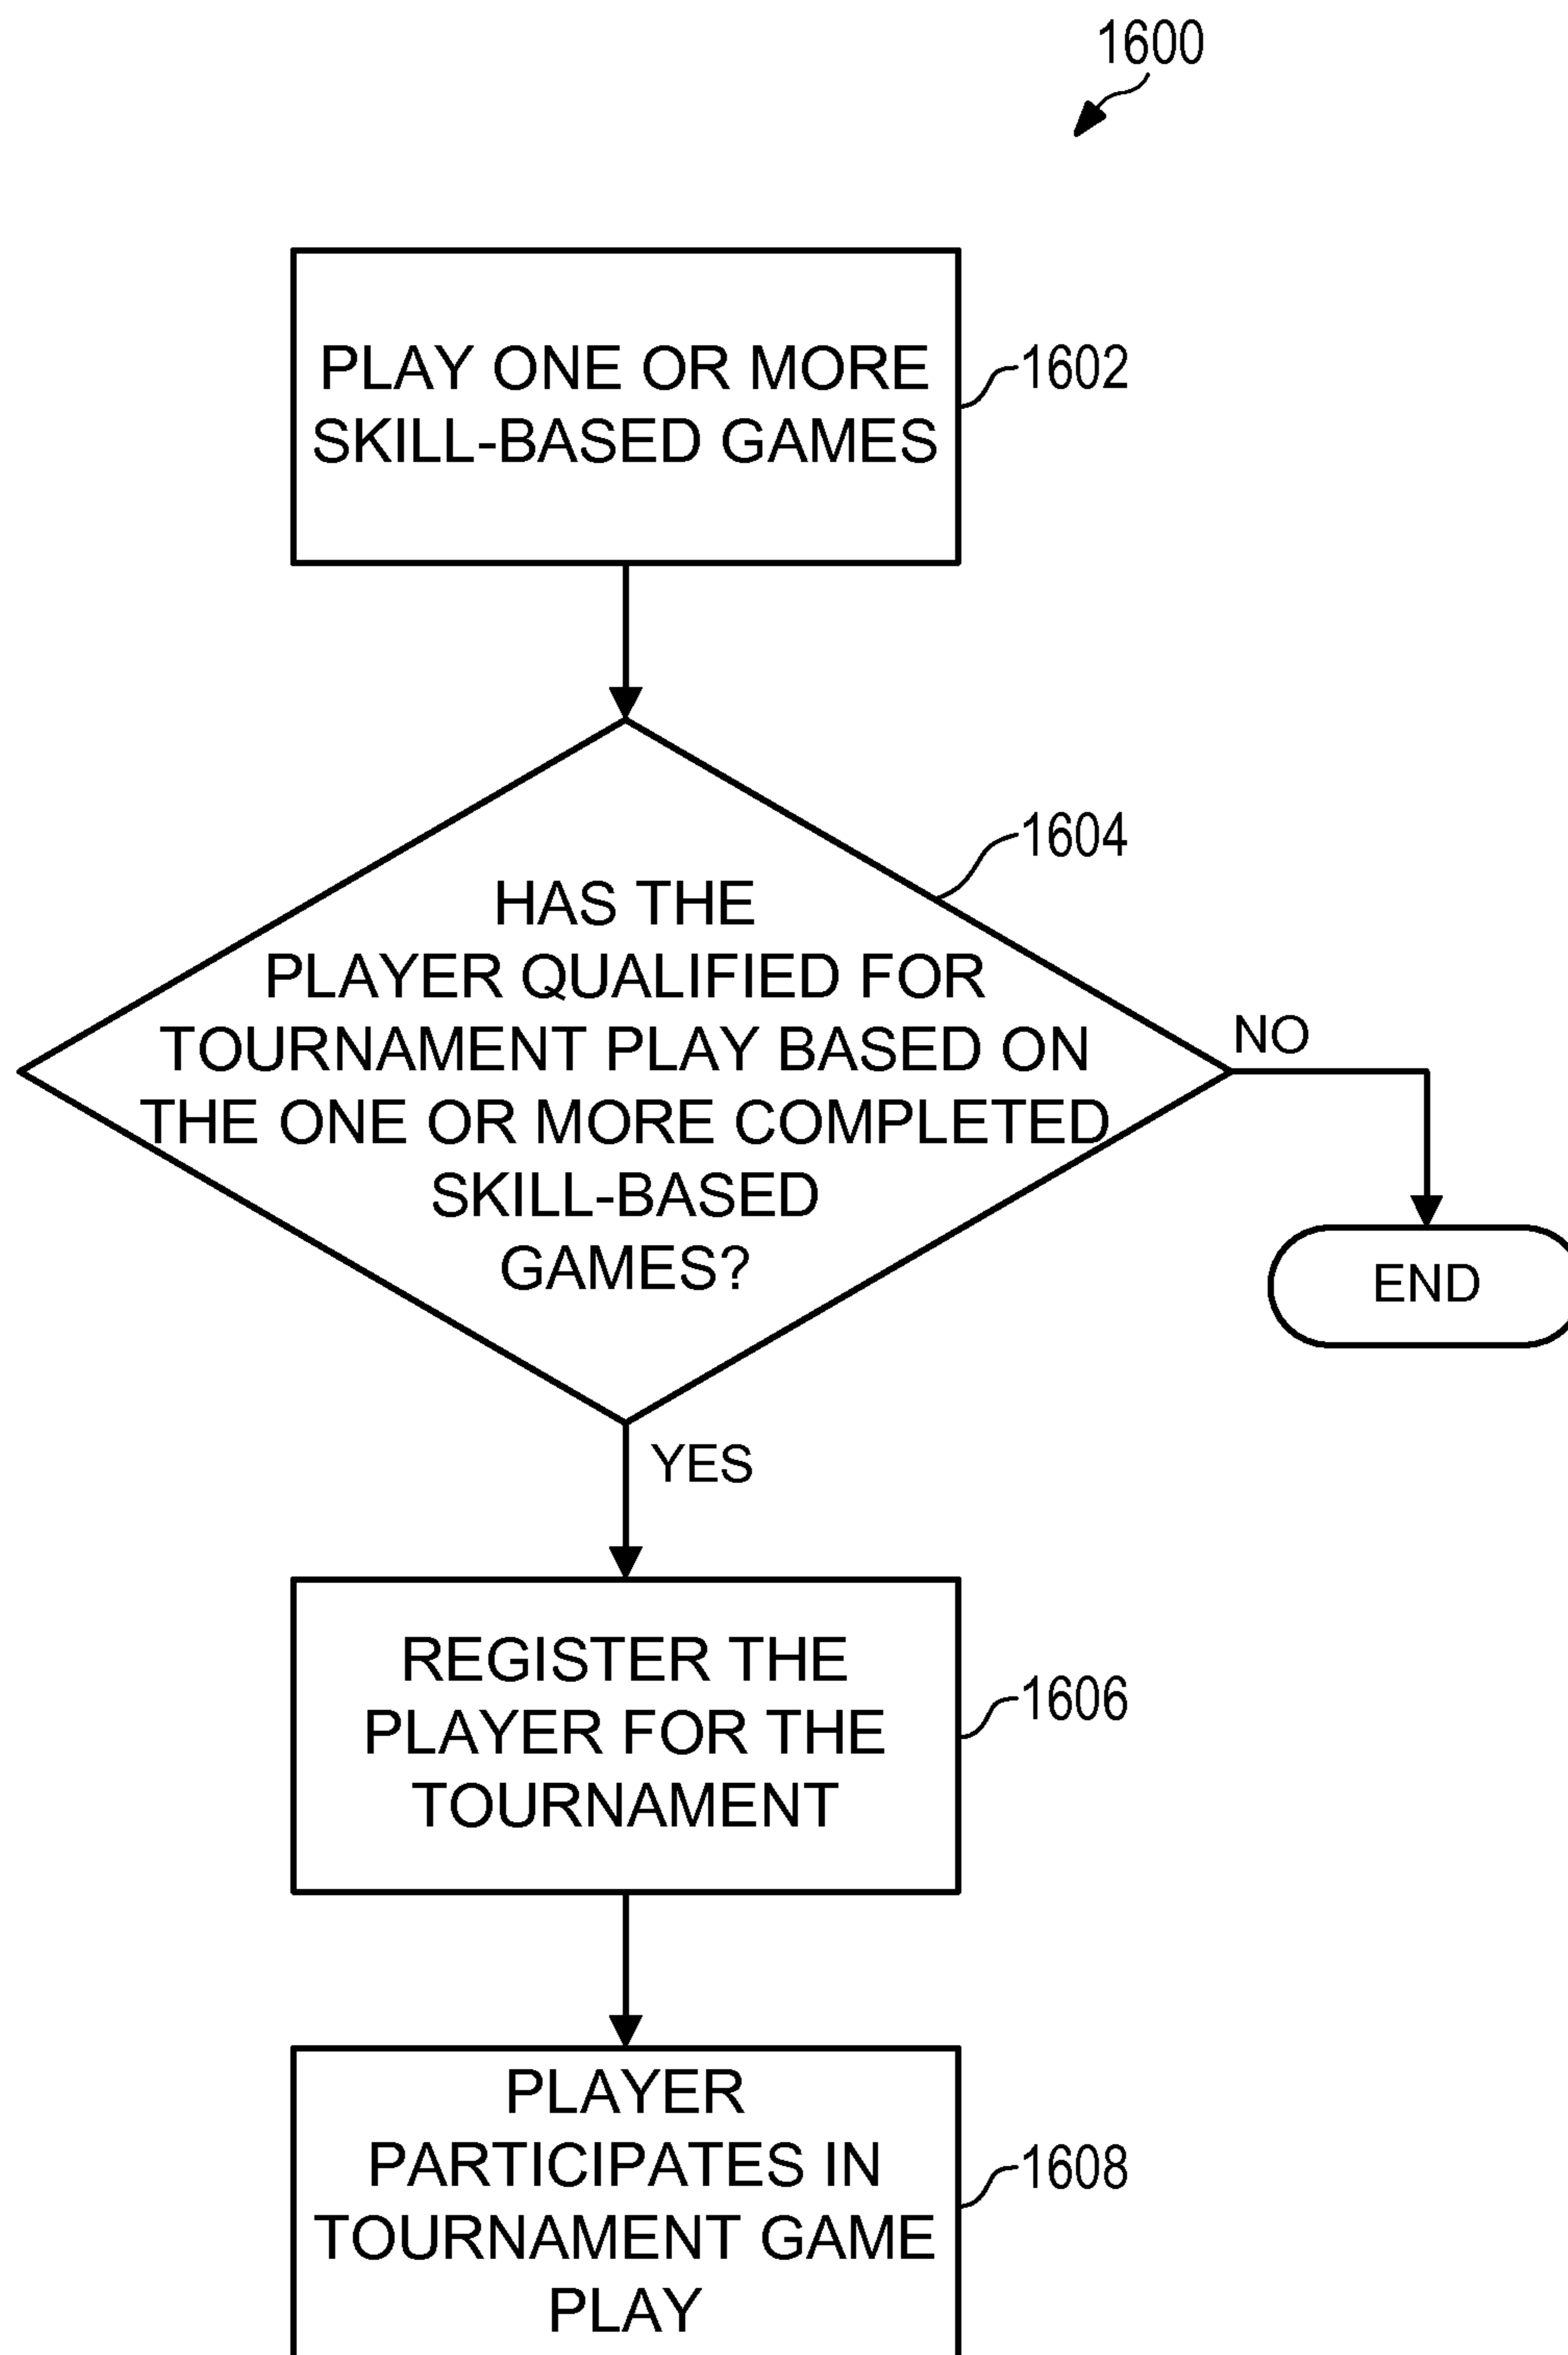 1600
PLAY ONE OR MORE
SKILL-BASED GAMES
1602
1604
HAS THE
PLAYER QUALIFIED FOR
TOURNAMENT PLAY BASED ON
THE ONE OR MORE COMPLETED
SKILL-BASED
GAMES?
NO
END
YES
REGISTER THE
PLAYER FOR THE
TOURNAMENT
1606
PLAYER
PARTICIPATES IN
TOURNAMENT GAME
PLAY
1608